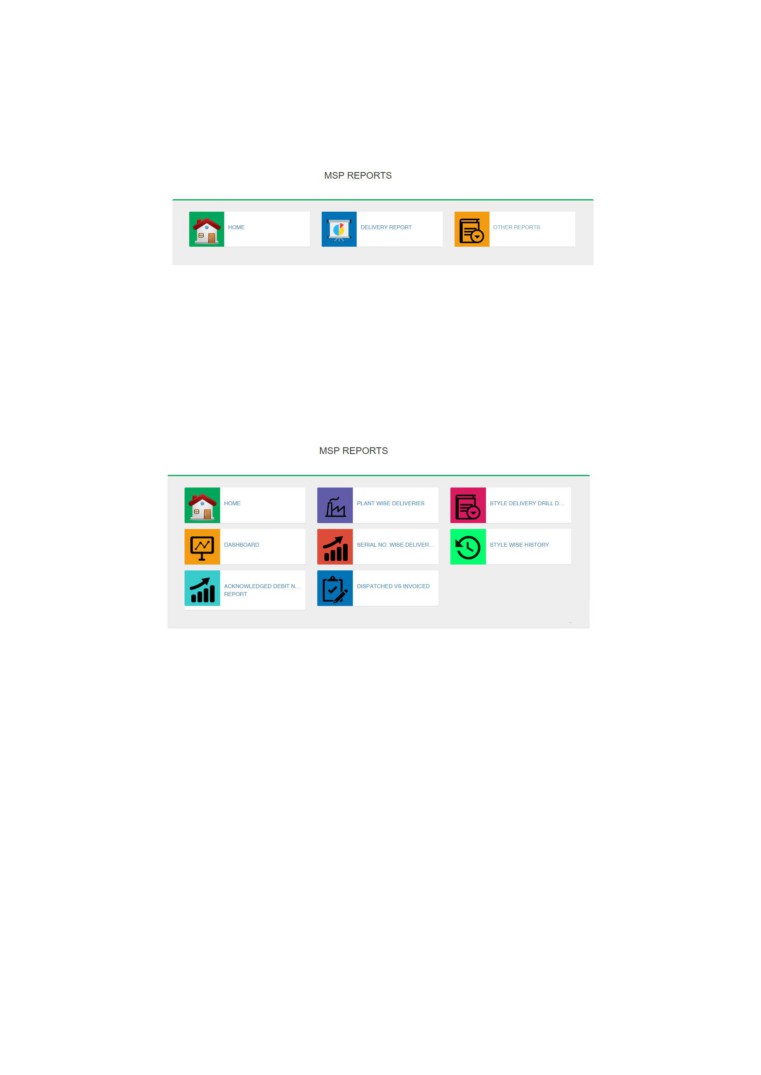 MSP REPORTS
HOME
DELIVERY REPORT
OTHER REPORTS
MSP REPORTS
HOME
PLANT WISE DELIVERIES
STYLE DELIVERY DRILL D...
DASHBOARD
SERIAL NO. WISE DELIVER...
STYLE WISE HISTORY
ACKNOWLEDGED DEBIT N...
REPORT
DISPATCHED VS INVOICED